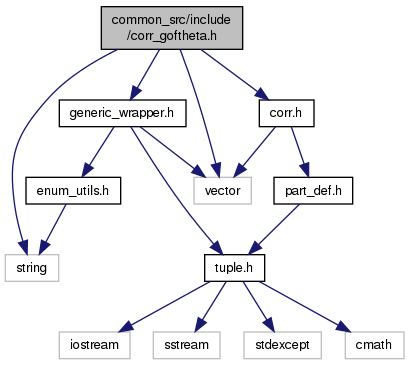 common_src/include
/corr_goftheta.h
generic_wrapper.h
corr.h
enum_utils.h
vector
part_def.h
string
tuple.h
iostream
sstream
stdexcept
cmath